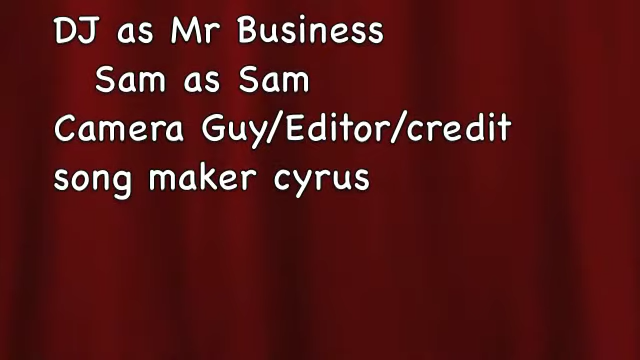 DJ as Mr Business
Sam as Sam
Camera Guy/Editor/credit
song maker cyrus